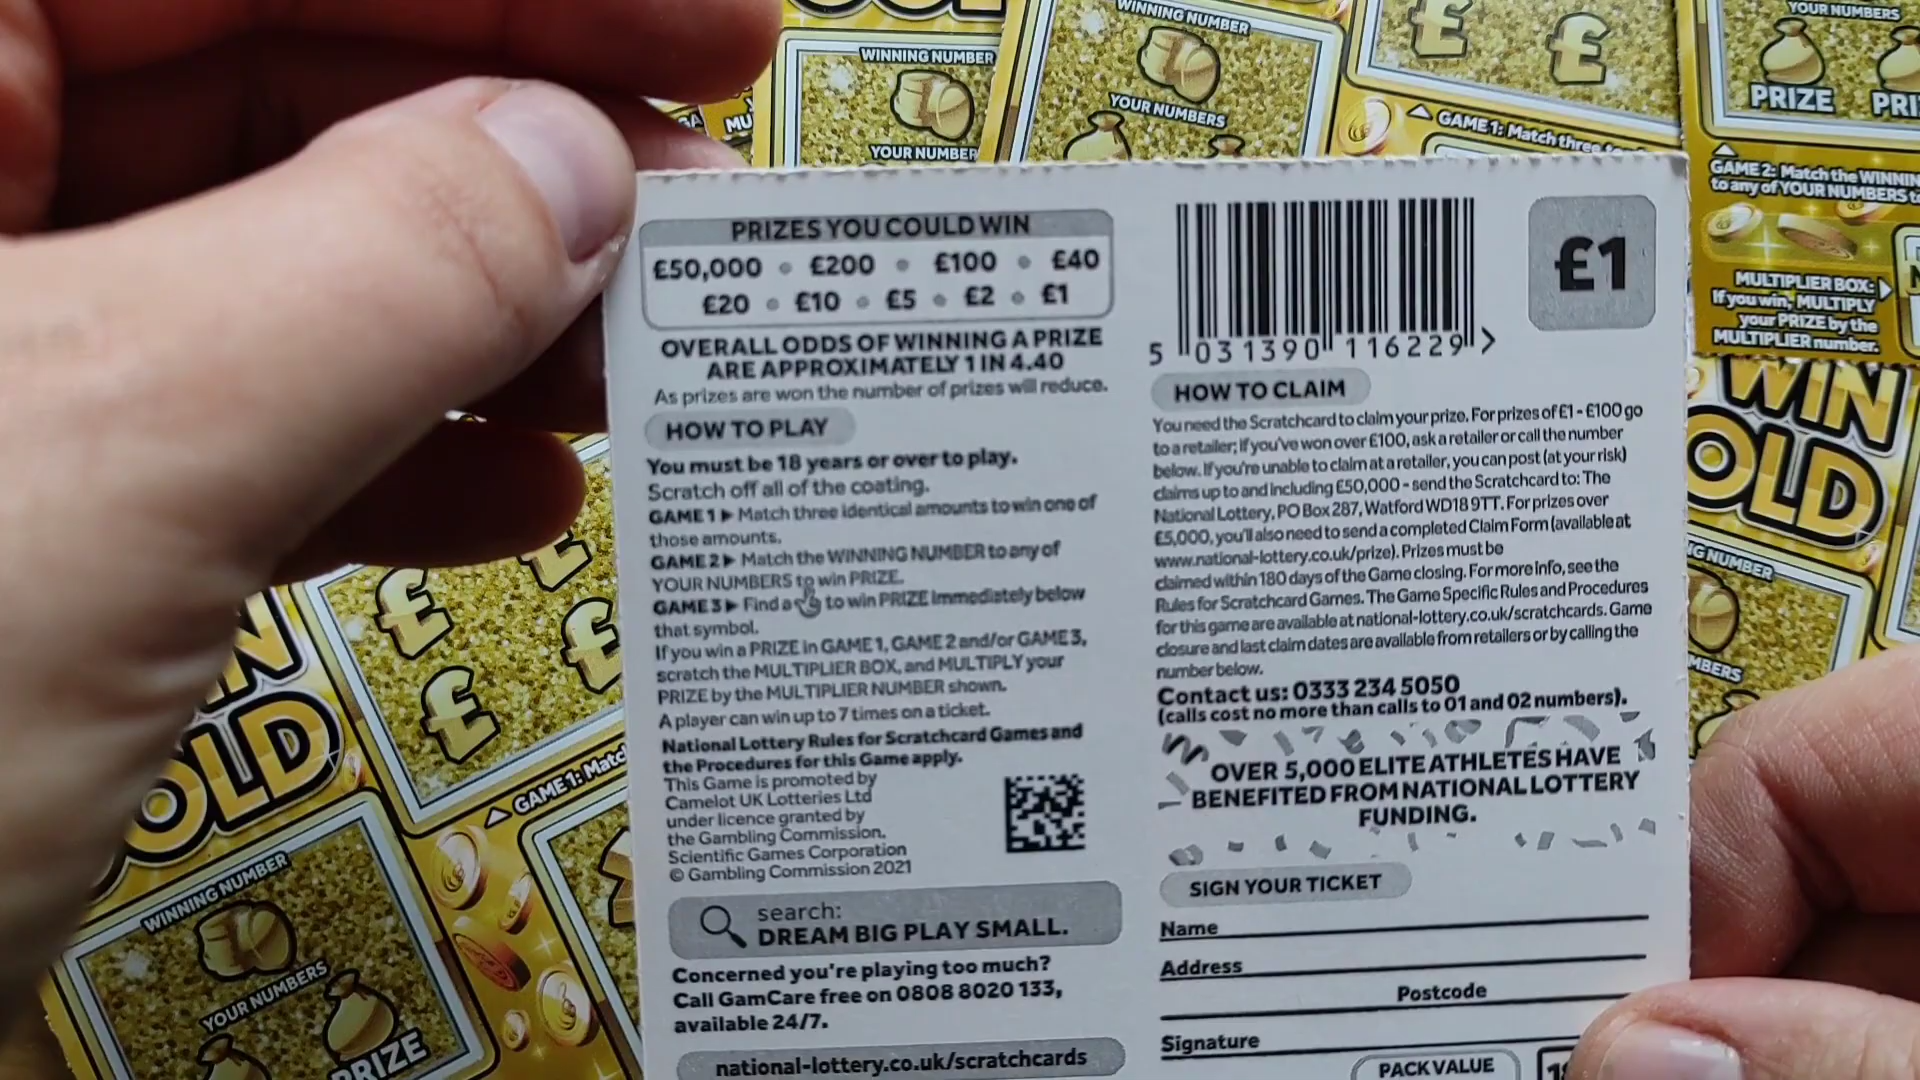 WINNING NUMBER
YOUR NUMBER
WINNING NUMBER
YOUR NUMBERS
GAME 1: Match three
YOUR NUMBERS
PRIZE
GAME 2: Match the WINNIN
to any of YOUR NUMBERS t
MULTIPLIER BOX:
If you win, MULTIPLY
your PRIZE by the
MULTIPLIER number.
PRIZES YOU COULD WIN
£50,000 • £200 • £100 • £40
£20 • £10 • £5 • £2 • £1
OVERALL ODDS OF WINNING A PRIZE
ARE APPROXIMATELY 1 IN 4.40
As prizes are won the number of prizes will reduce.
HOW TO PLAY
You must be 18 years or over to play.
Scratch off all of the coating.
GAME 1 ▶ Match three identical amounts to win one of
those amounts.
GAME 2 ▶ Match the WINNING NUMBER to any of
YOUR NUMBERS to win PRIZE.
GAME 3 ▶ Find a to win PRIZE immediately below
that symbol.
If you win a PRIZE in GAME 1, GAME 2 and/or GAME 3,
scratch the MULTIPLIER BOX, and MULTIPLY your
PRIZE by the MULTIPLIER NUMBER shown.
A player can win up to 7 times on a ticket.
National Lottery Rules for Scratchcard Games and
the Procedures for this Game apply.
This Game is promoted by
Camelot UK Lotteries Ltd
under licence granted by
the Gambling Commission.
Scientific Games Corporation
© Gambling Commission 2021
search:
DREAM BIG PLAY SMALL.
Concerned you're playing too much?
Call GamCare free on 0808 8020 133,
available 24/7.
national-lottery.co.uk/scratchcards
£1
5 031390 116229 >
HOW TO CLAIM
You need the Scratchcard to claim your prize. For prizes of £1 - £100 go
to a retailer; if you've won over £100, ask a retailer or call the number
below. If you're unable to claim at a retailer, you can post (at your risk)
claims up to and including £50,000 - send the Scratchcard to: The
National Lottery, PO Box 287, Watford WD18 9TT. For prizes over
£5,000, you'll also need to send a completed Claim Form (available at
www.national-lottery.co.uk/prize). Prizes must be
claimed within 180 days of the Game closing. For more info, see the
Rules for Scratchcard Games. The Game Specific Rules and Procedures
for this game are available at national-lottery.co.uk/scratchcards. Game
closure and last claim dates are available from retailers or by calling the
number below.
Contact us: 0333 234 5050
(calls cost no more than calls to 01 and 02 numbers).
OVER 5,000 ELITE ATHLETES HAVE
BENEFITED FROM NATIONAL LOTTERY
FUNDING.
SIGN YOUR TICKET
Name
Address
Postcode
Signature
PACK VALUE
WIN
OLD
NG NUMBER
MBERS
OLD
GAME 1: Matc
WINNING NUMBER
YOUR NUMBERS
PRIZE